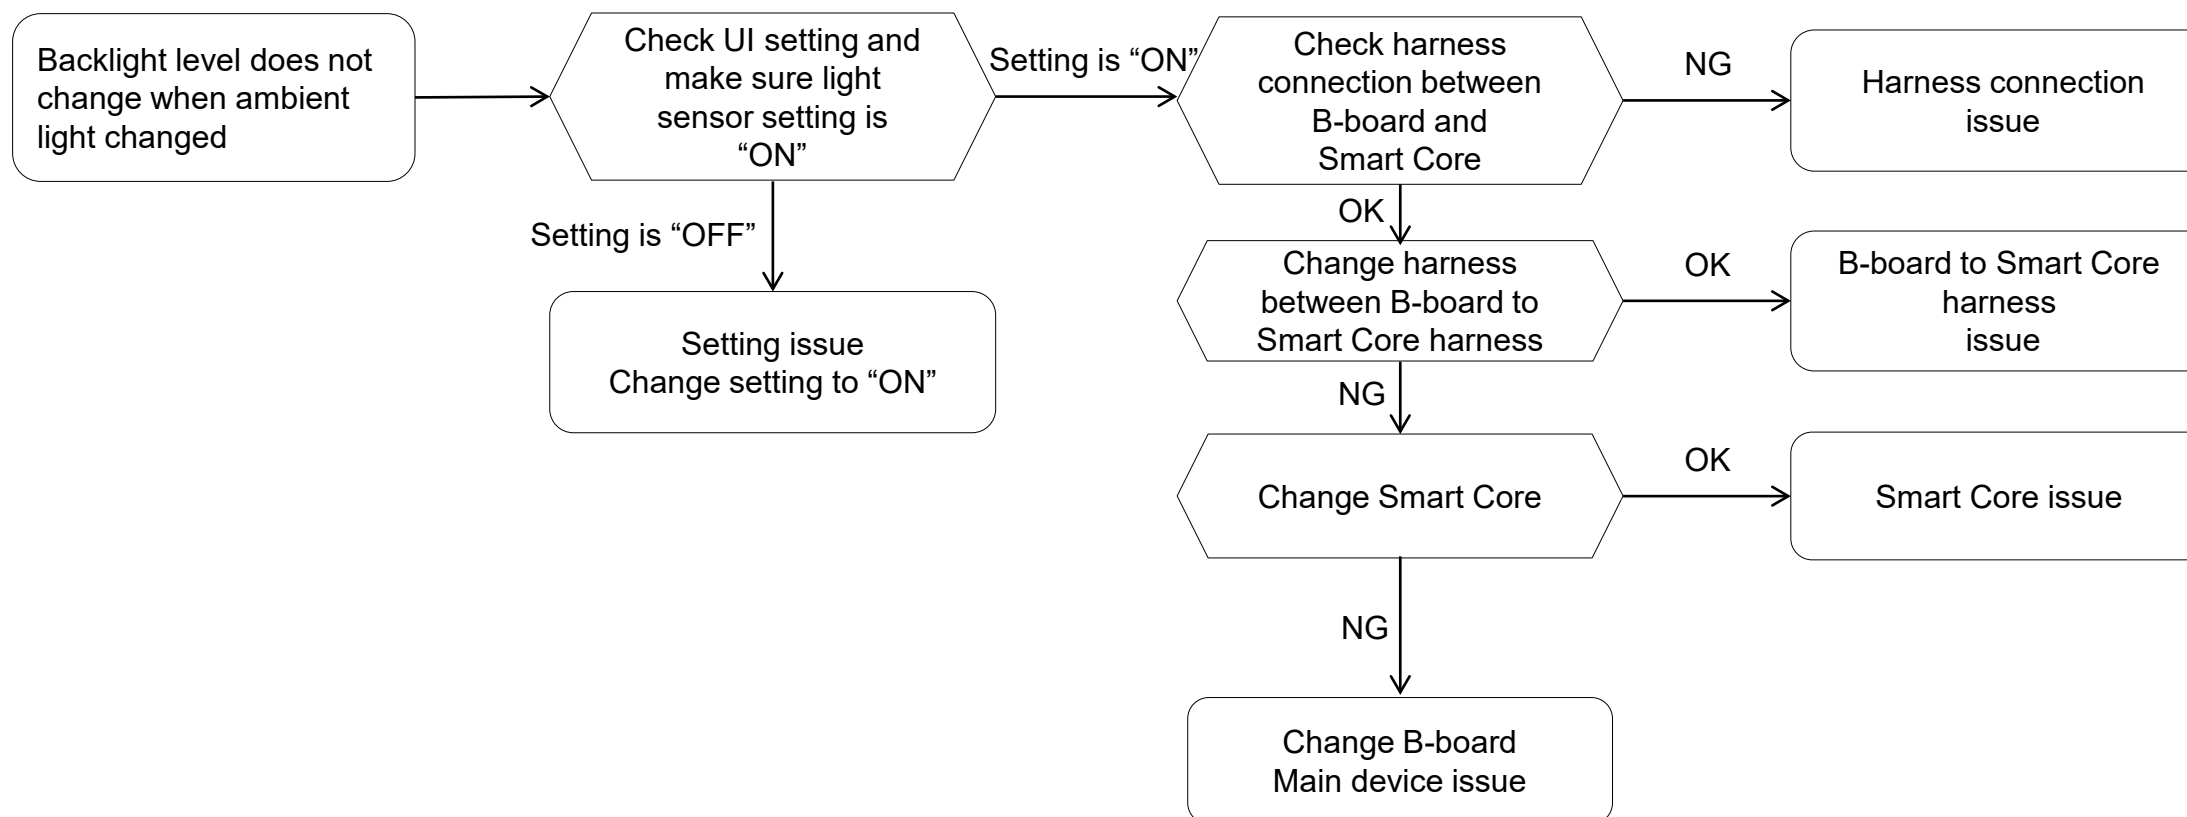 Backlight level does not
change when ambient
light changed
Check UI setting and
make sure light
sensor setting is
“ON”
Setting is “ON”
Check harness
connection between
B-board and
Smart Core
NG
Harness connection
issue
Setting is “OFF”
Setting issue
Change setting to “ON”
OK
Change harness
between B-board to
Smart Core harness
OK
B-board to Smart Core
harness
issue
NG
Change Smart Core
OK
Smart Core issue
NG
Change B-board
Main device issue